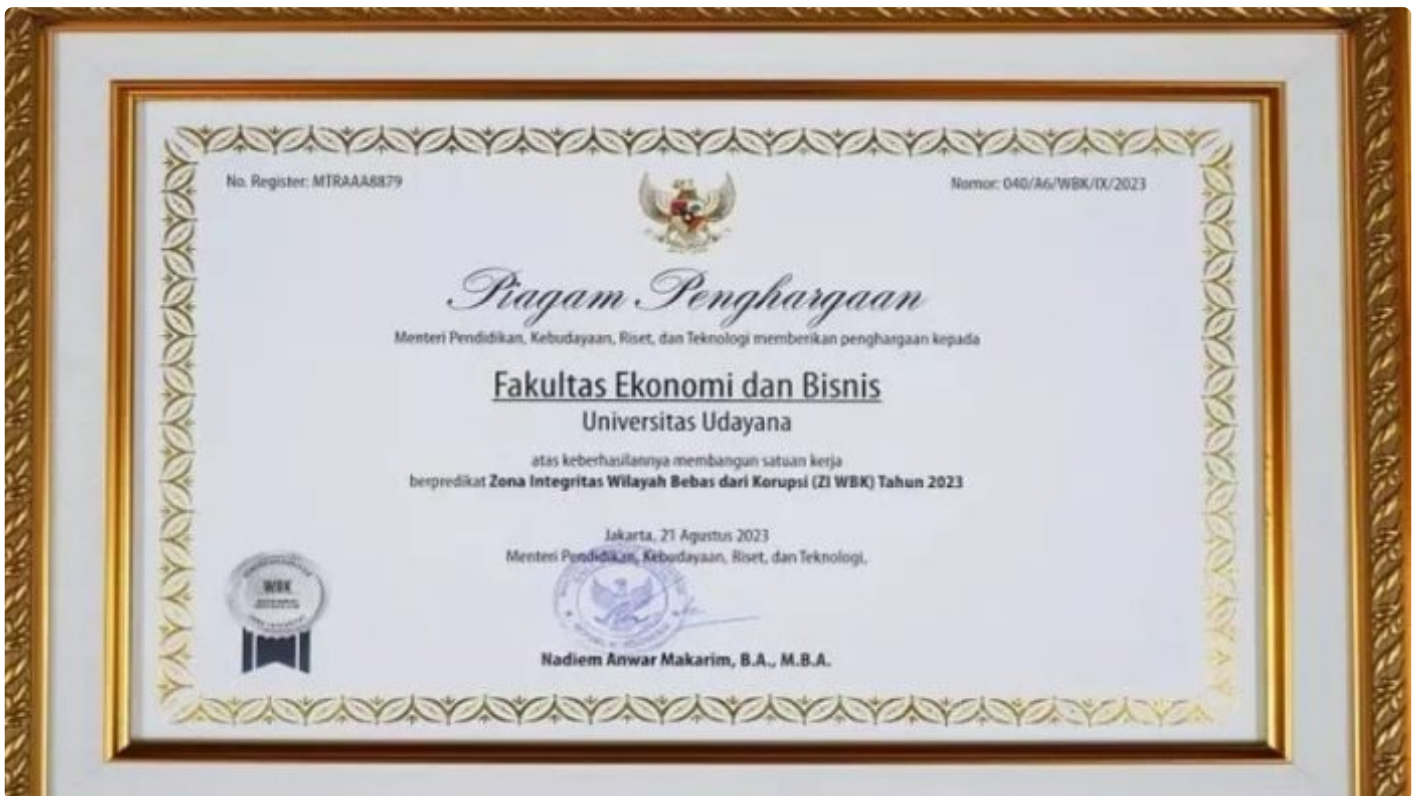 No. Register: MTRAAA8879
Nomor: 040/A6/WBK/IX/2023
Piagam Penghargaan
Menteri Pendidikan, Kebudayaan, Riset, dan Teknologi memberikan penghargaan kepada
Fakultas Ekonomi dan Bisnis
Universitas Udayana
atas keberhasilannya membangun satuan kerja
berpredikat Zona Integritas Wilayah Bebas dari Korupsi (ZI WBK) Tahun 2023
Jakarta, 21 Agustus 2023
Menteri Pendidikan, Kebudayaan, Riset, dan Teknologi,
WBK
Nadiem Anwar Makarim, B.A., M.B.A.